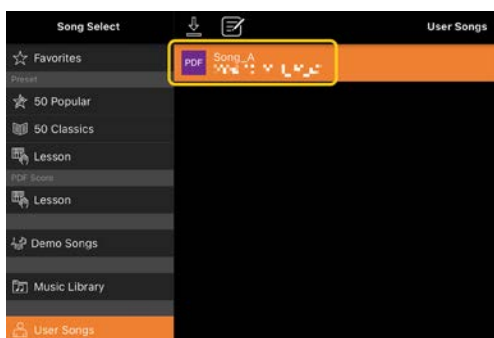 Song Select
User Songs
Favorites
Preset
50 Popular
50 Classics
Lesson
PDF Score
Lesson
Demo Songs
Music Library
User Songs
PDF
Song_A